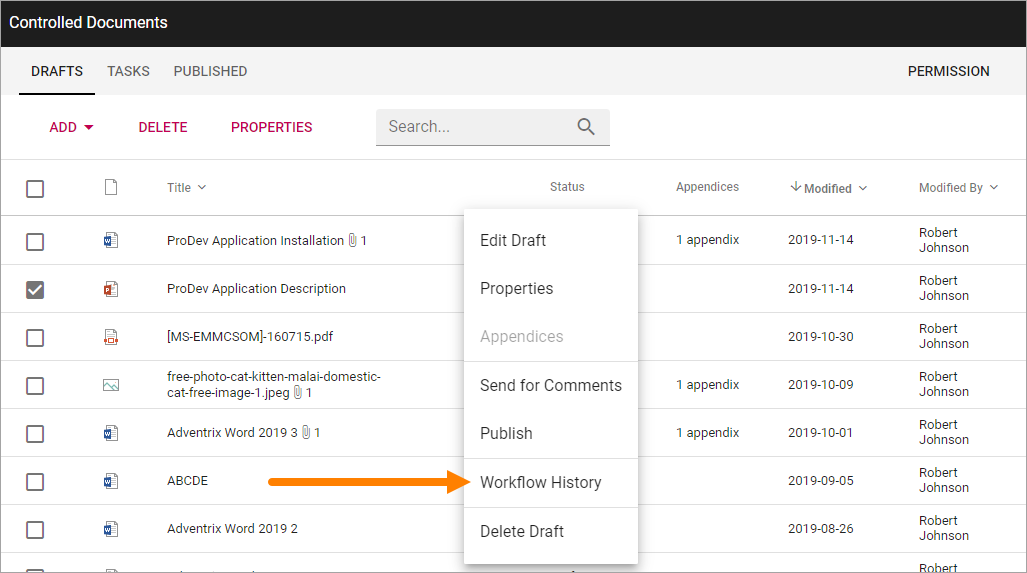 Controlled Documents
DRAFTS TASKS PUBLISHED PERMISSION
ADD DELETE PROPERTIES Search...
Title Status Appendices Modified Modified By
ProDev Application Installation 1 1 appendix 2019-11-14 Robert
Johnson
ProDev Application Description 2019-11-14 Robert
Johnson
[MS-EMMCSOM]-160715.pdf 2019-10-30 Robert
Johnson
free-photo-cat-kitten-malai-domestic-
cat-free-image-1.jpeg 1 1 appendix 2019-10-09 Robert
Johnson
Adventrix Word 2019 3 1 1 appendix 2019-10-01 Robert
Johnson
ABCDE 2019-09-05 Robert
Johnson
Adventrix Word 2019 2 2019-08-26 Robert
Johnson
Robert
Edit Draft
Properties
Appendices
Send for Comments
Publish
Workflow History
Delete Draft